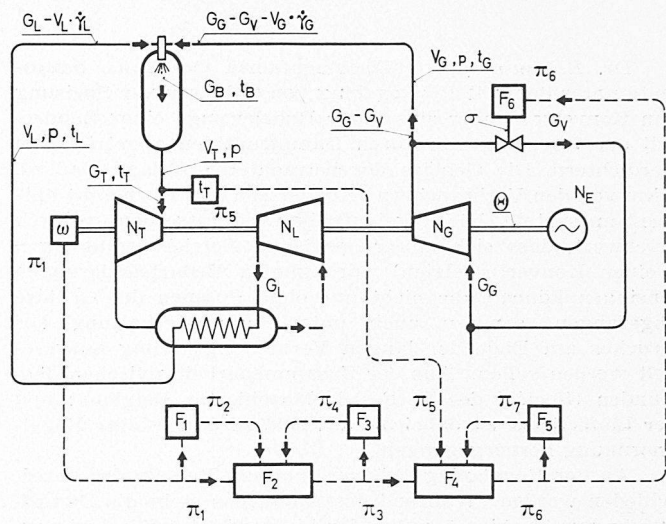 G_L – V_L · γ̇_L
G_G – G_V – V_G · γ̇_G
V_G , p , t_G
π_6
G_B , t_B
F_6
V_L , p , t_L
G_G – G_V
σ
G_V
V_T , p
G_T , t_T
t_T
π_5
Θ
N_E
ω
N_T
N_L
N_G
π_1
G_L
G_G
π_2
π_4
π_5
π_7
F_1
F_3
F_5
F_2
F_4
π_1
π_3
π_6